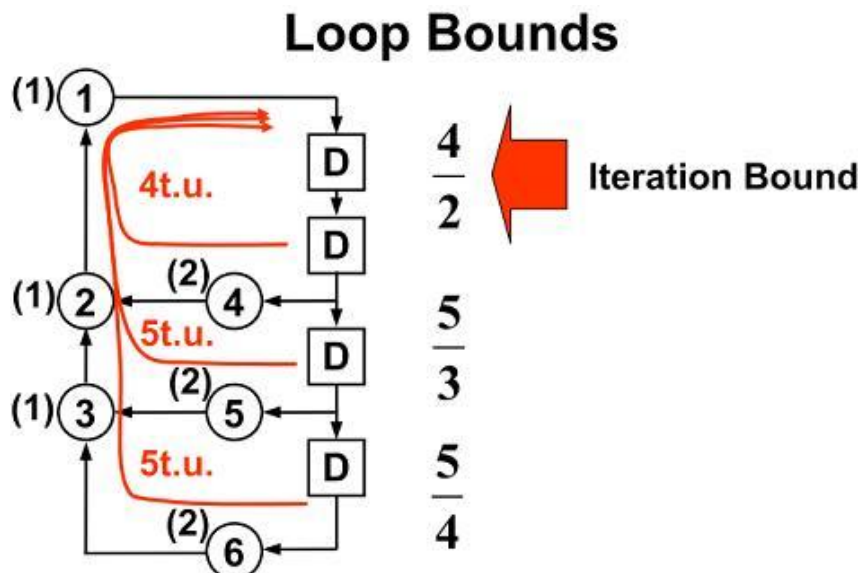 Loop Bounds
(1) 1
D
4
2
Iteration Bound
4t.u.
D
(2)
(1) 2
4
5t.u.
D
5
3
(2)
(1) 3
5
5t.u.
D
5
4
(2)
6